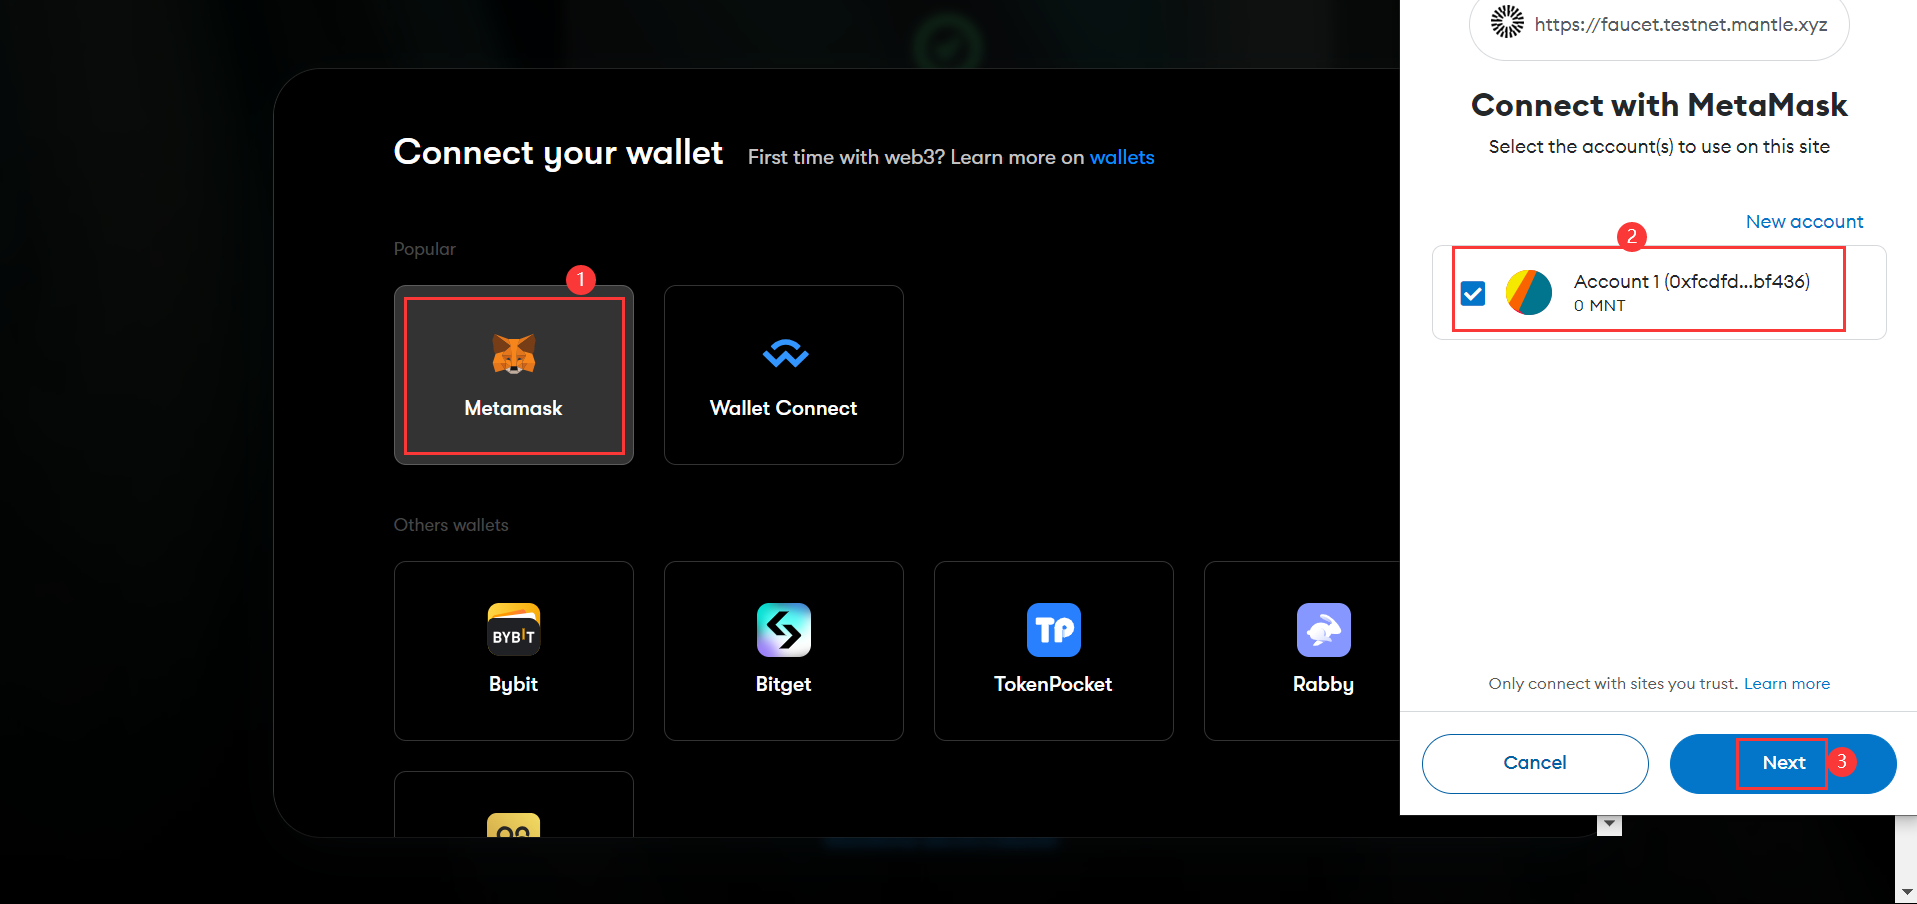 Connect your wallet
First time with web3? Learn more on wallets
Popular
1
Metamask
Wallet Connect
Others wallets
BYBIT
Bybit
Bitget
TP
TokenPocket
Rabby
https://faucet.testnet.mantle.xyz
Connect with MetaMask
Select the account(s) to use on this site
New account
2
Account 1 (0xfcdfd...bf436)
0 MNT
Only connect with sites you trust. Learn more
Cancel
Next
3